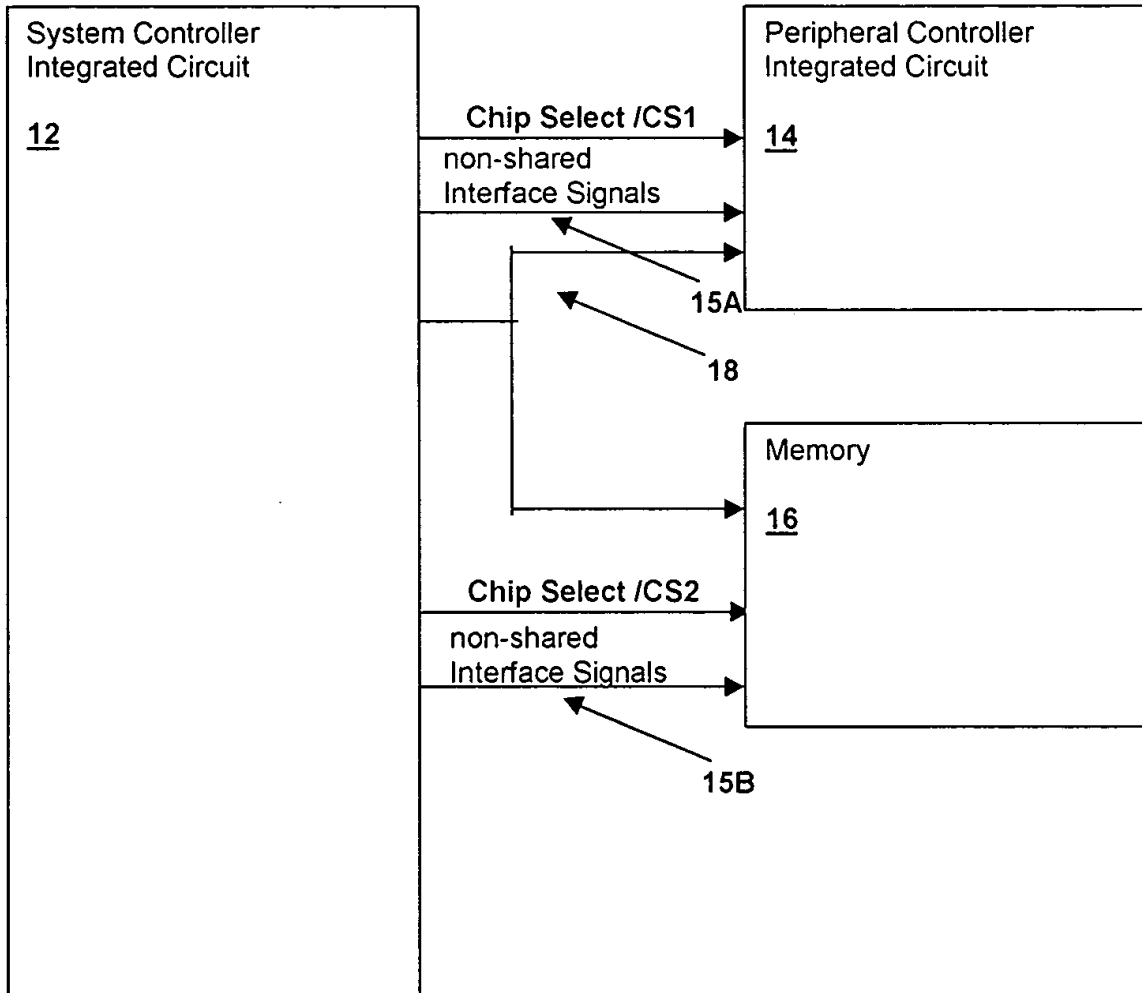 System Controller
Integrated Circuit
12
Chip Select /CS1
non-shared
Interface Signals
15A
18
Peripheral Controller
Integrated Circuit
14
Memory
16
Chip Select /CS2
non-shared
Interface Signals
15B